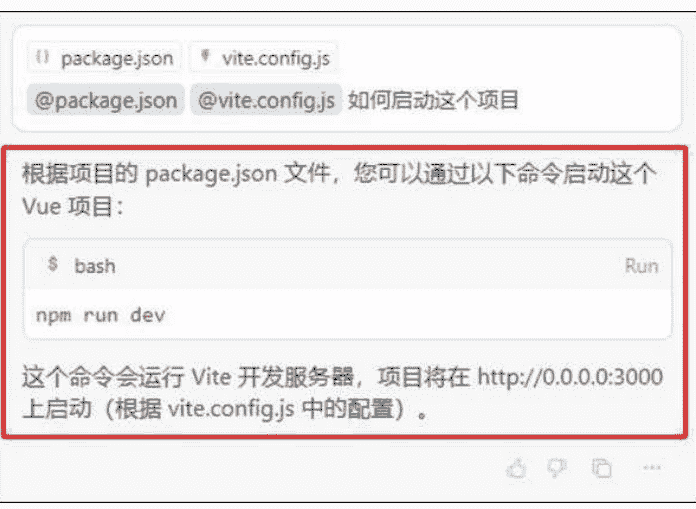 {} package.json vite.config.js
@package.json @vite.config.js 如何启动这个项目
根据项目的 package.json 文件，您可以通过以下命令启动这个
Vue 项目：
$ bash Run
npm run dev
这个命令会运行 Vite 开发服务器，项目将在 http://0.0.0.0:3000
上启动（根据 vite.config.js 中的配置）。